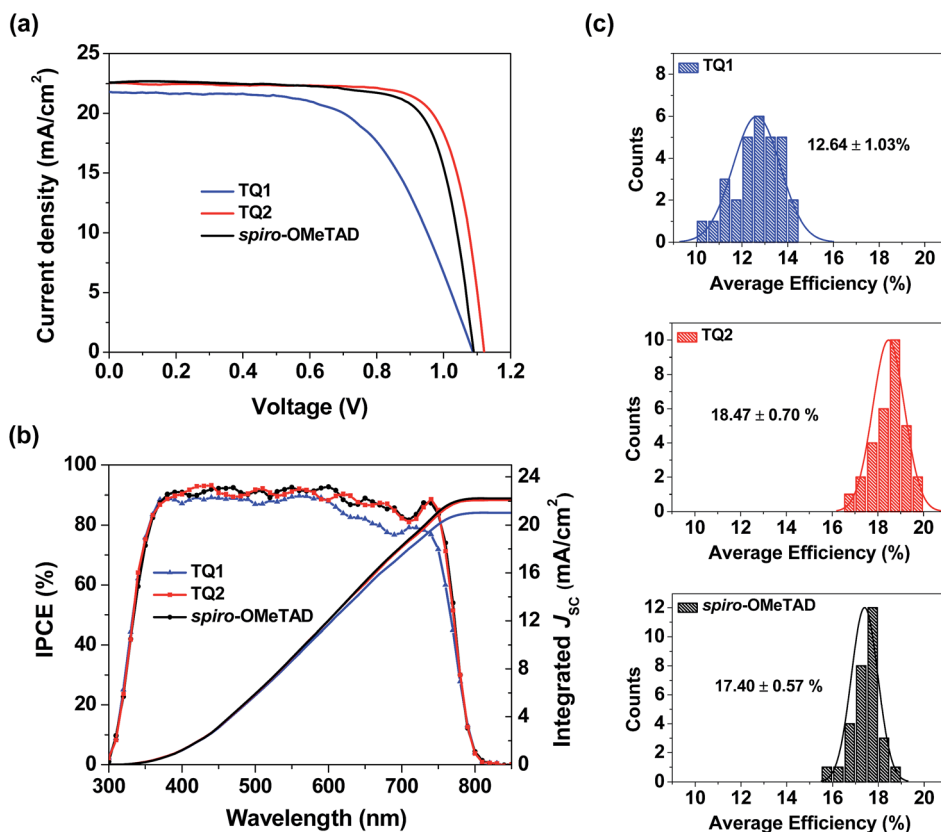 (a)
25
20
15
10
5
0
Current density (mA/cm²)
TQ1
TQ2
spiro-OMeTAD
0.0 0.2 0.4 0.6 0.8 1.0 1.2
Voltage (V)
(b)
100
80
60
40
20
0
IPCE (%)
TQ1
TQ2
spiro-OMeTAD
24
20
16
12
8
4
0
Integrated JSC (mA/cm²)
300 400 500 600 700 800
Wavelength (nm)
(c)
TQ1
12.64 ± 1.03%
8
6
4
2
0
Counts
10 12 14 16 18 20
Average Efficiency (%)
TQ2
18.47 ± 0.70 %
10
8
6
4
2
0
Counts
10 12 14 16 18 20
Average Efficiency (%)
spiro-OMeTAD
17.40 ± 0.57 %
12
10
8
6
4
2
0
Counts
10 12 14 16 18 20
Average Efficiency (%)